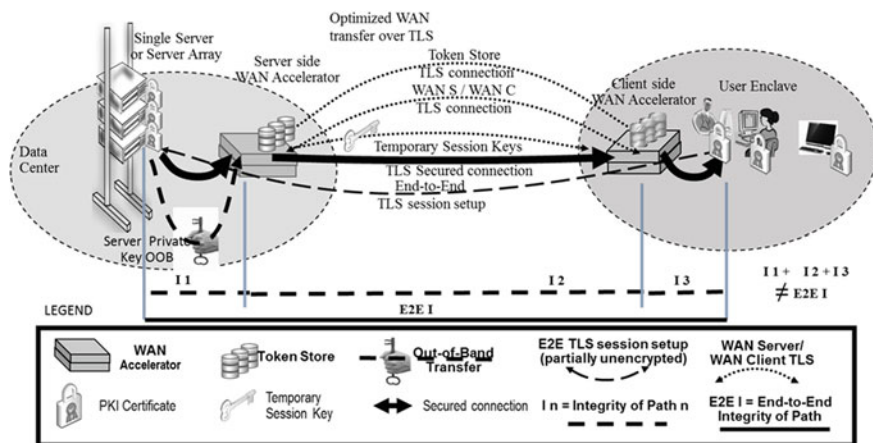 Single Server
or Server Array
Optimized WAN
transfer over TLS
Server side
WAN Accelerator
Token Store
TLS connection
WAN S / WAN C
TLS connection
Client side
WAN Accelerator
User Enclave
Data
Center
Temporary Session Keys
TLS Secured connection
End-to-End
TLS session setup
Server Private
Key OOB
I 1
I 2
I 3
I 1 + I 2 + I 3
≠ E2E I
E2E I
LEGEND
WAN
Accelerator
Token Store
Out-of-Band
Transfer
E2E TLS session setup
(partially unencrypted)
WAN Server/
WAN Client TLS
PKI Certificate
Temporary
Session Key
Secured connection
I n = Integrity of Path n
E2E I = End-to-End
Integrity of Path